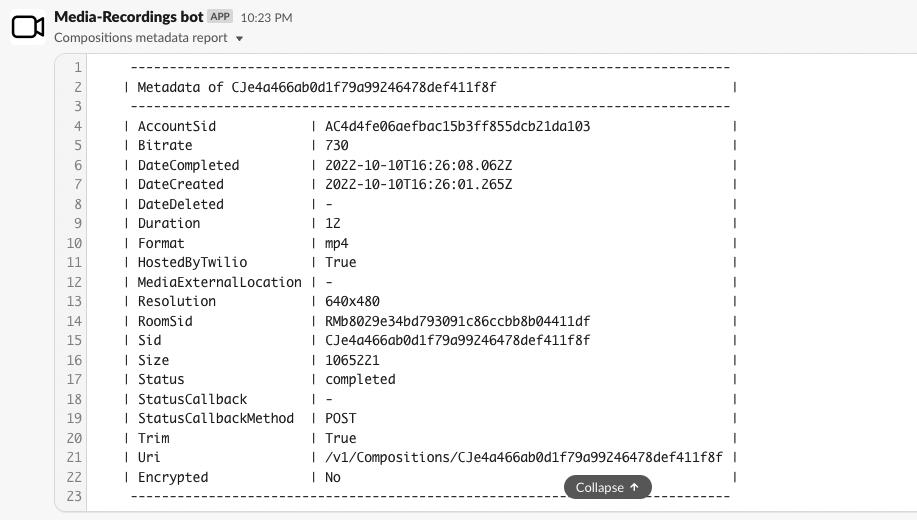 Media-Recordings bot APP 10:23 PM
Compositions metadata report
1 -----------------------------------------------------------------------------
2 | Metadata of CJe4a466ab0d1f79a99246478def411f8f |
3 -----------------------------------------------------------------------------
4 | AccountSid | AC4d4fe06aefbac15b3ff855dcb21da103 |
5 | Bitrate | 730 |
6 | DateCompleted | 2022-10-10T16:26:08.062Z |
7 | DateCreated | 2022-10-10T16:26:01.265Z |
8 | DateDeleted | - |
9 | Duration | 12 |
10 | Format | mp4 |
11 | HostedByTwilio | True |
12 | MediaExternalLocation | - |
13 | Resolution | 640x480 |
14 | RoomSid | RMb8029e34bd793091c86ccbb8b04411df |
15 | Sid | CJe4a466ab0d1f79a99246478def411f8f |
16 | Size | 1065221 |
17 | Status | completed |
18 | StatusCallback | - |
19 | StatusCallbackMethod | POST |
20 | Trim | True |
21 | Uri | /v1/Compositions/CJe4a466ab0d1f79a99246478def411f8f |
22 | Encrypted | No |
Collapse ↑
23 -----------------------------------------------------------------------------